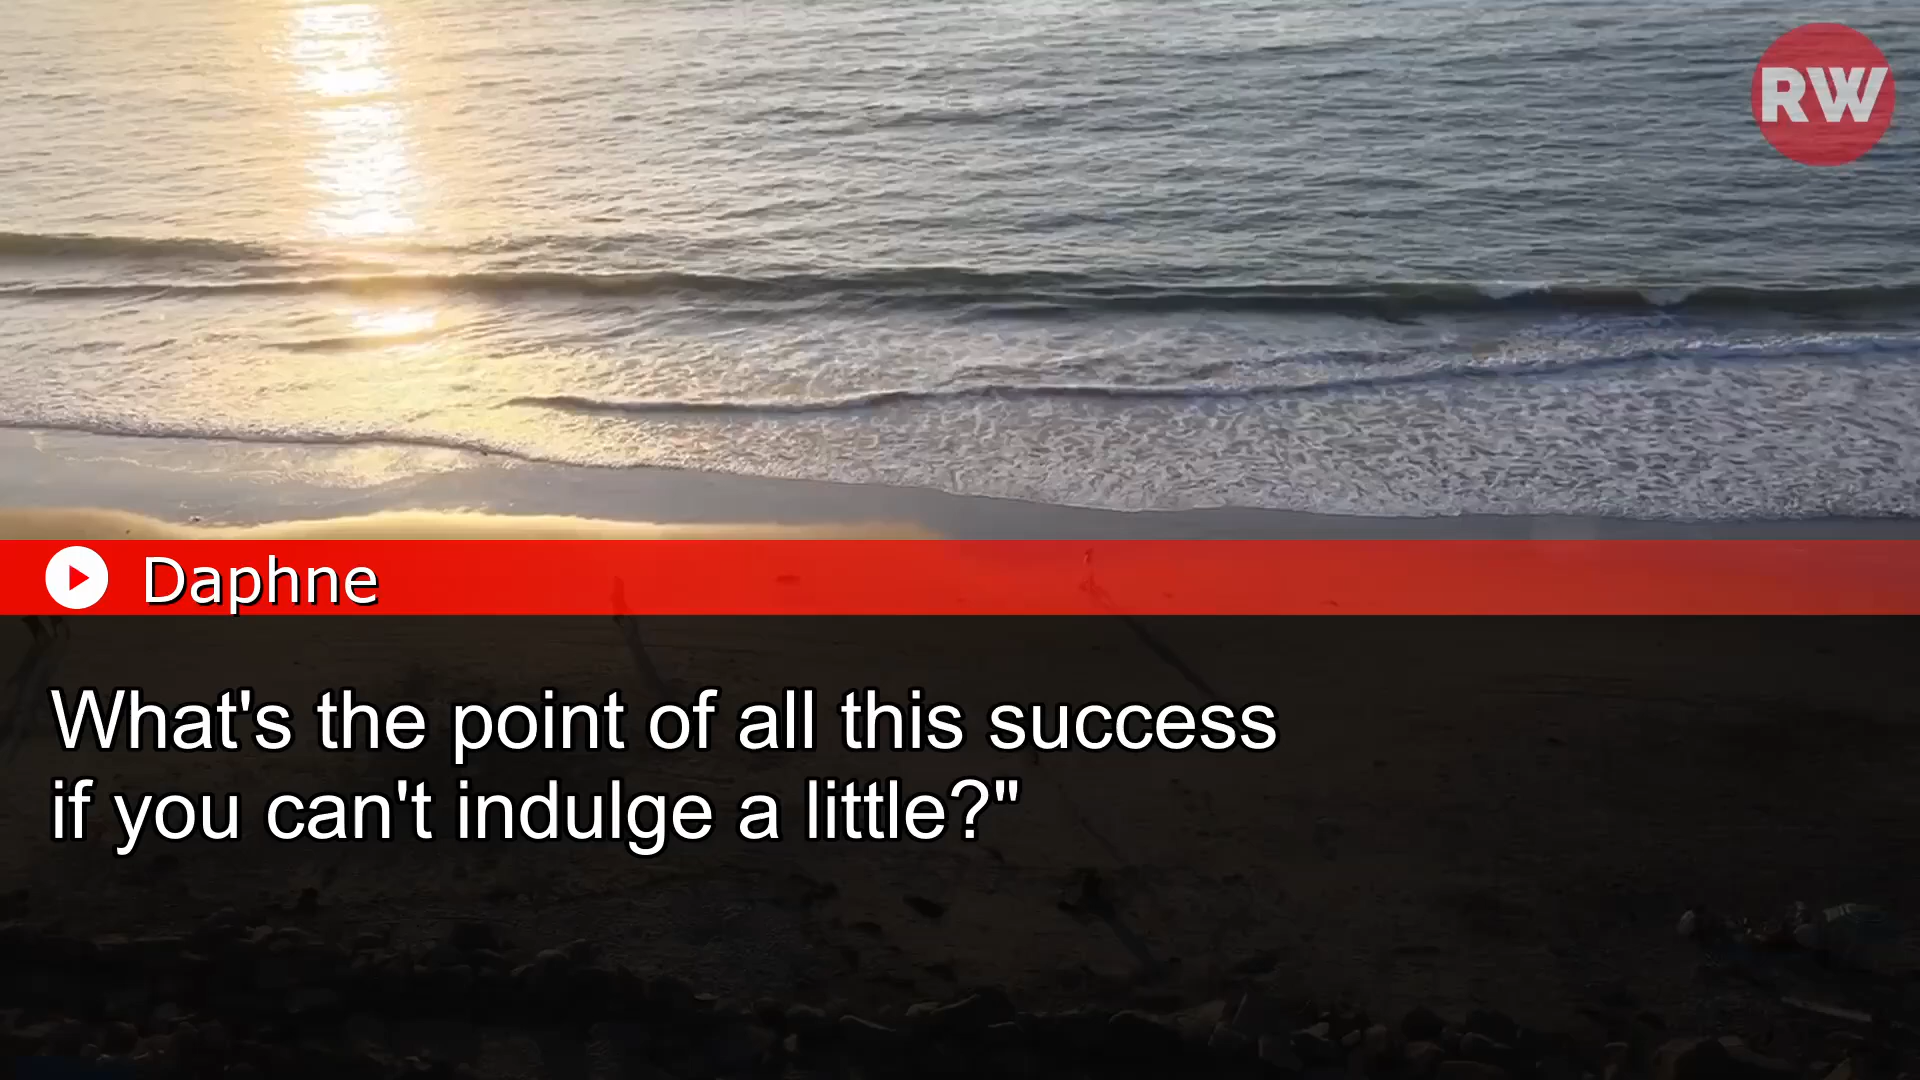 RW
Daphne
What's the point of all this success
if you can't indulge a little?"